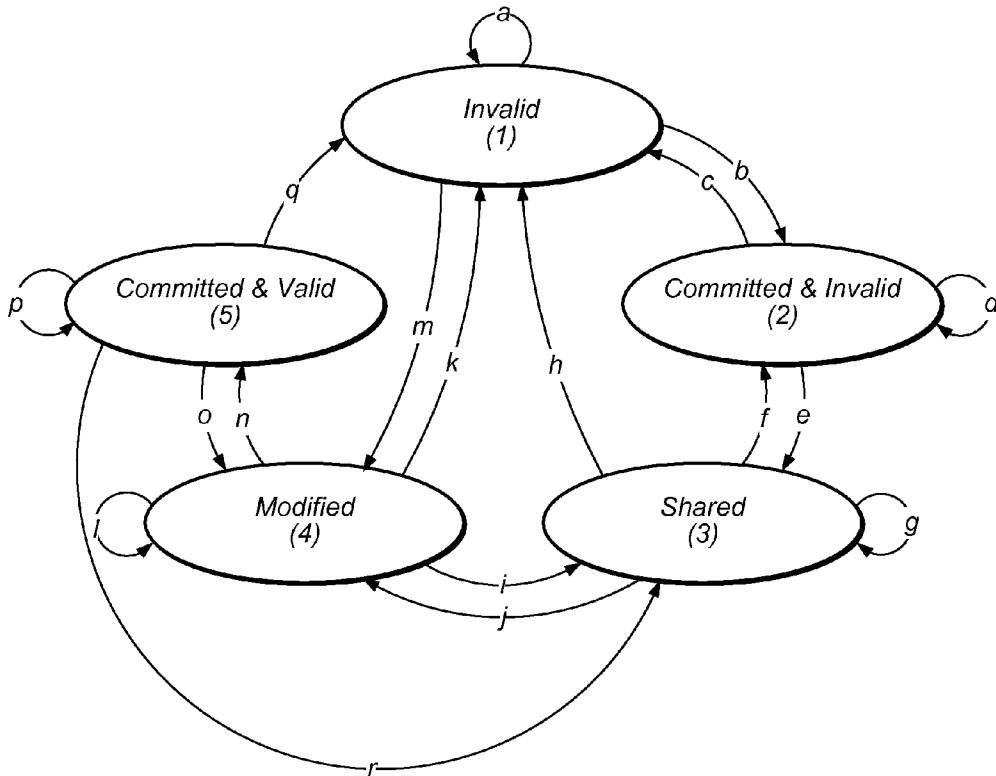 a
Invalid
(1)
q
c
b
Committed & Valid
(5)
Committed & Invalid
(2)
p
d
m
k
h
o
n
f
e
Modified
(4)
Shared
(3)
l
g
i
j
r